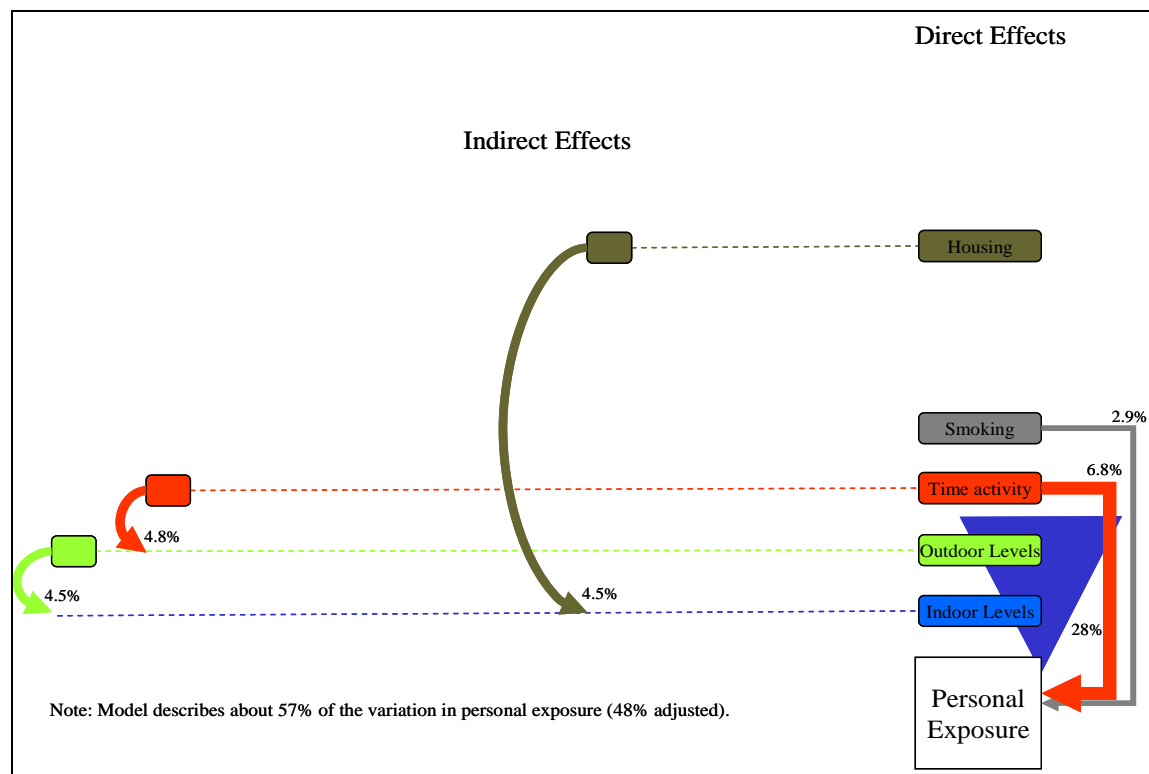 Direct Effects
Indirect Effects
Housing
2.9%
Smoking
6.8%
Time activity
4.8%
Outdoor Levels
4.5%
4.5%
Indoor Levels
28%
Personal
Exposure
Note: Model describes about 57% of the variation in personal exposure (48% adjusted).